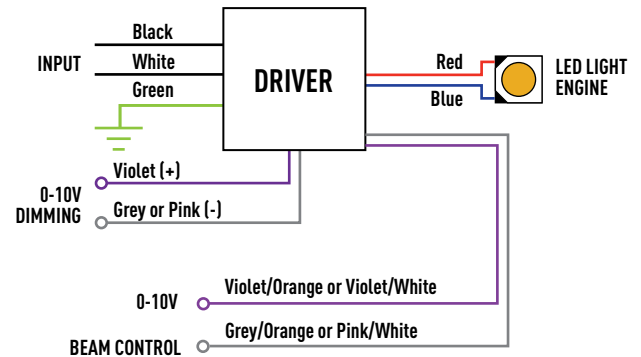 Black
INPUT
White
Green
DRIVER
Red
Blue
LED LIGHT
ENGINE
Violet (+)
0-10V
DIMMING
Grey or Pink (-)
Violet/Orange or Violet/White
0-10V
Grey/Orange or Pink/White
BEAM CONTROL